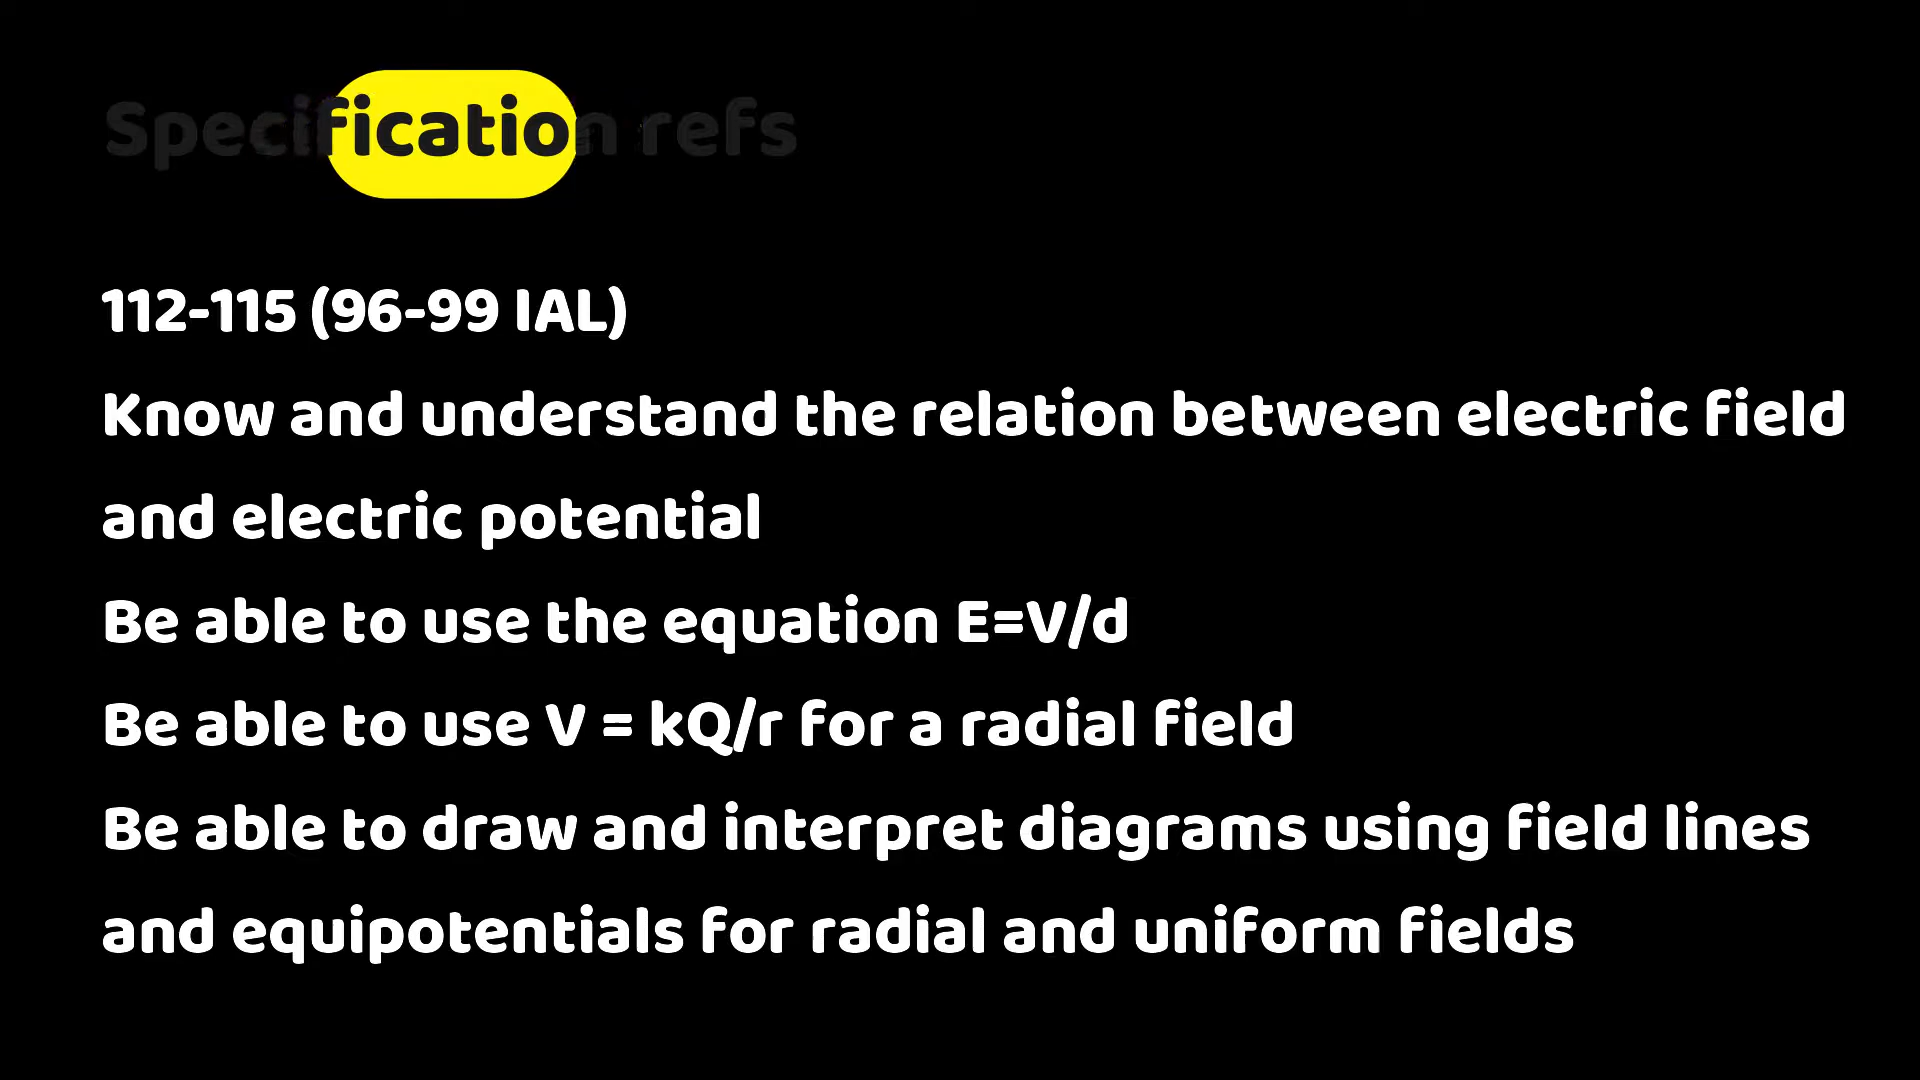 Specification refs
112-115 (96-99 IAL)
Know and understand the relation between electric field
and electric potential
Be able to use the equation E=V/d
Be able to use V = kQ/r for a radial field
Be able to draw and interpret diagrams using field lines
and equipotentials for radial and uniform fields